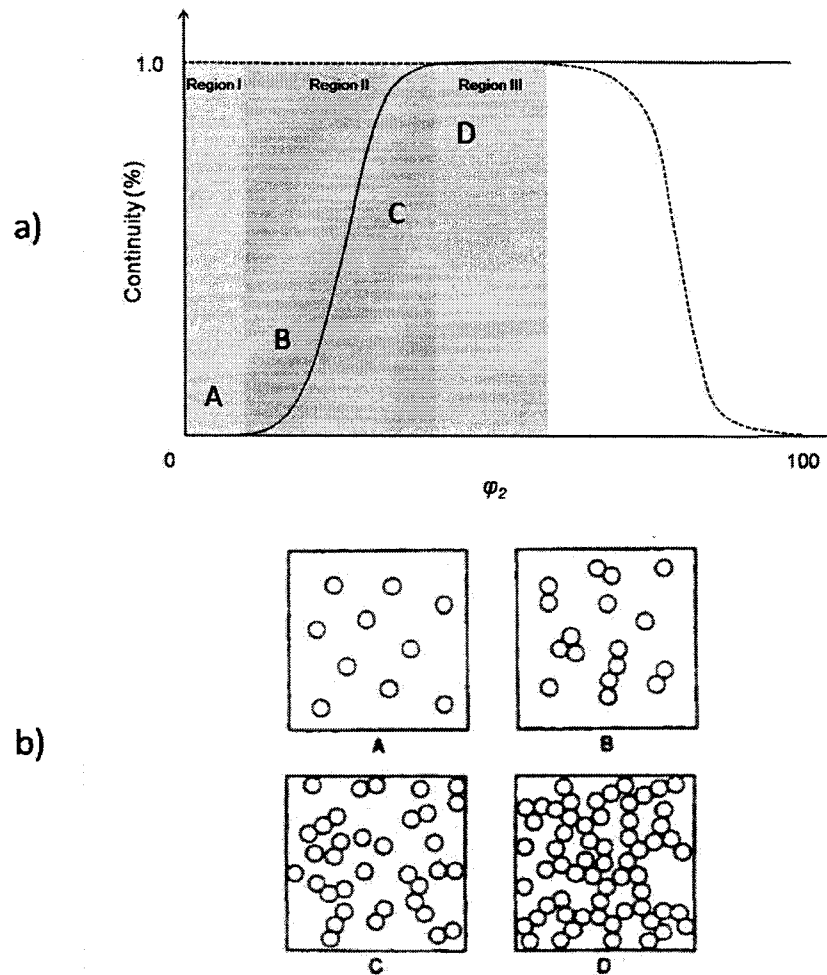 1.0
Region I
Region II
Region III
A
B
C
D
a)
Continuity (%)
0
100
φ₂
b)
A
B
C
D